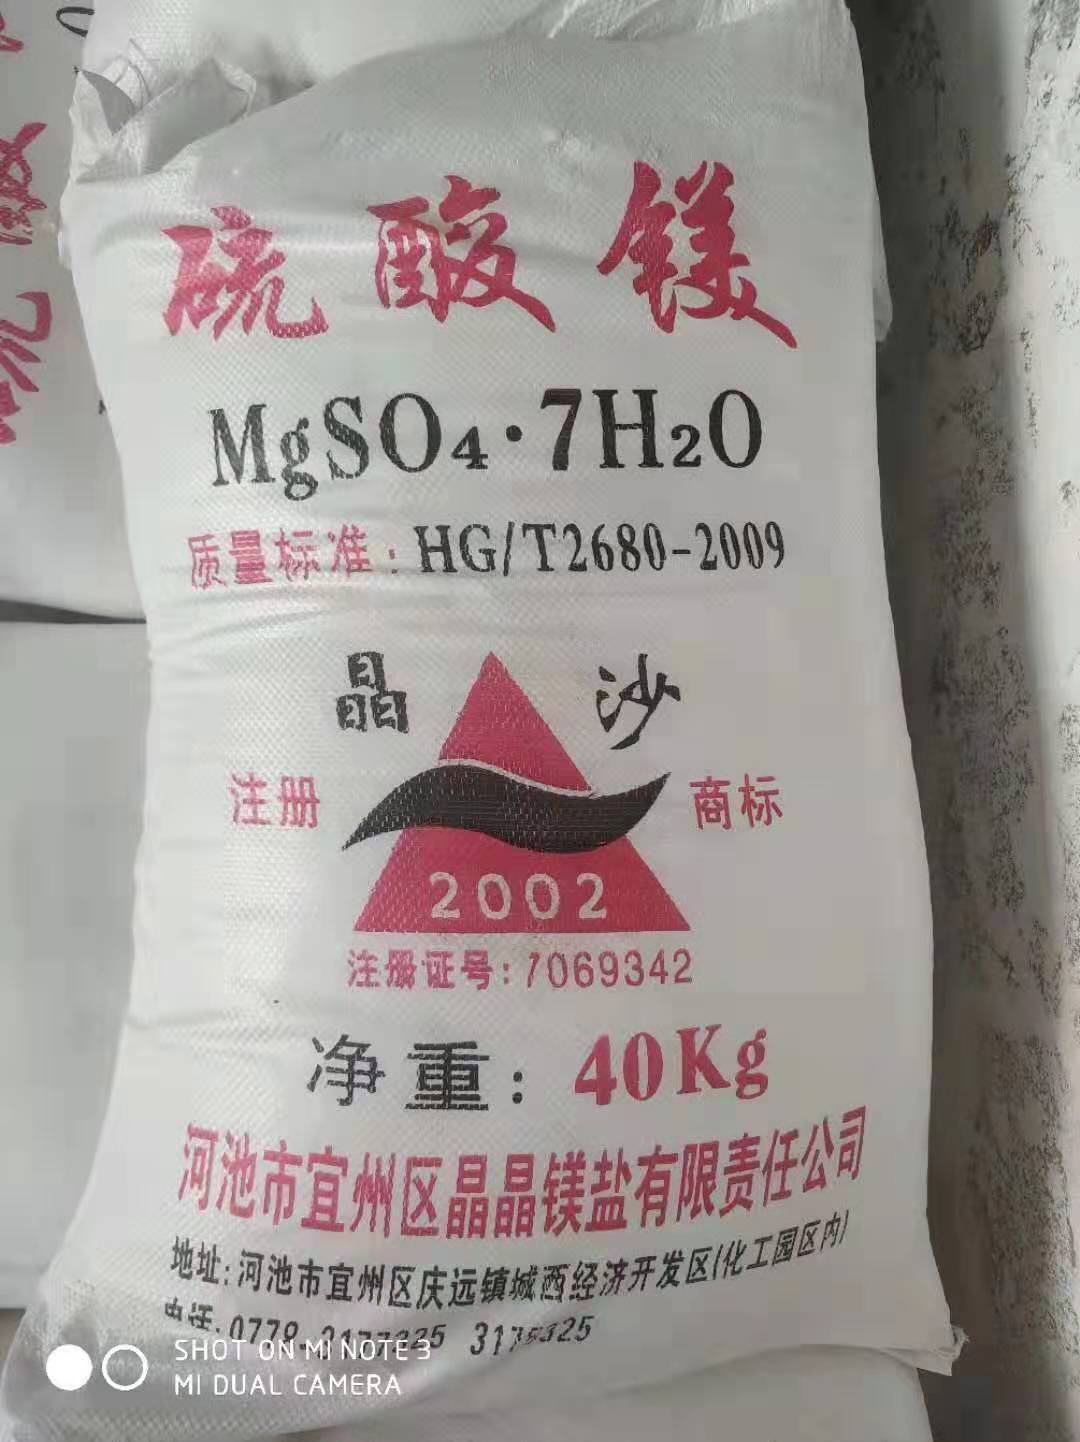 硫酸镁
MgSO₄·7H₂O
质量标准：HG/T2680-2009
晶沙
注册 商标
2002
注册证号：7069342
净重：40Kg
河池市宜州区晶晶镁盐有限责任公司
地址：河池市宜州区庆远镇城西经济开发区(化工园区内)
电话：
SHOT ON MI NOTE 3
MI DUAL CAMERA